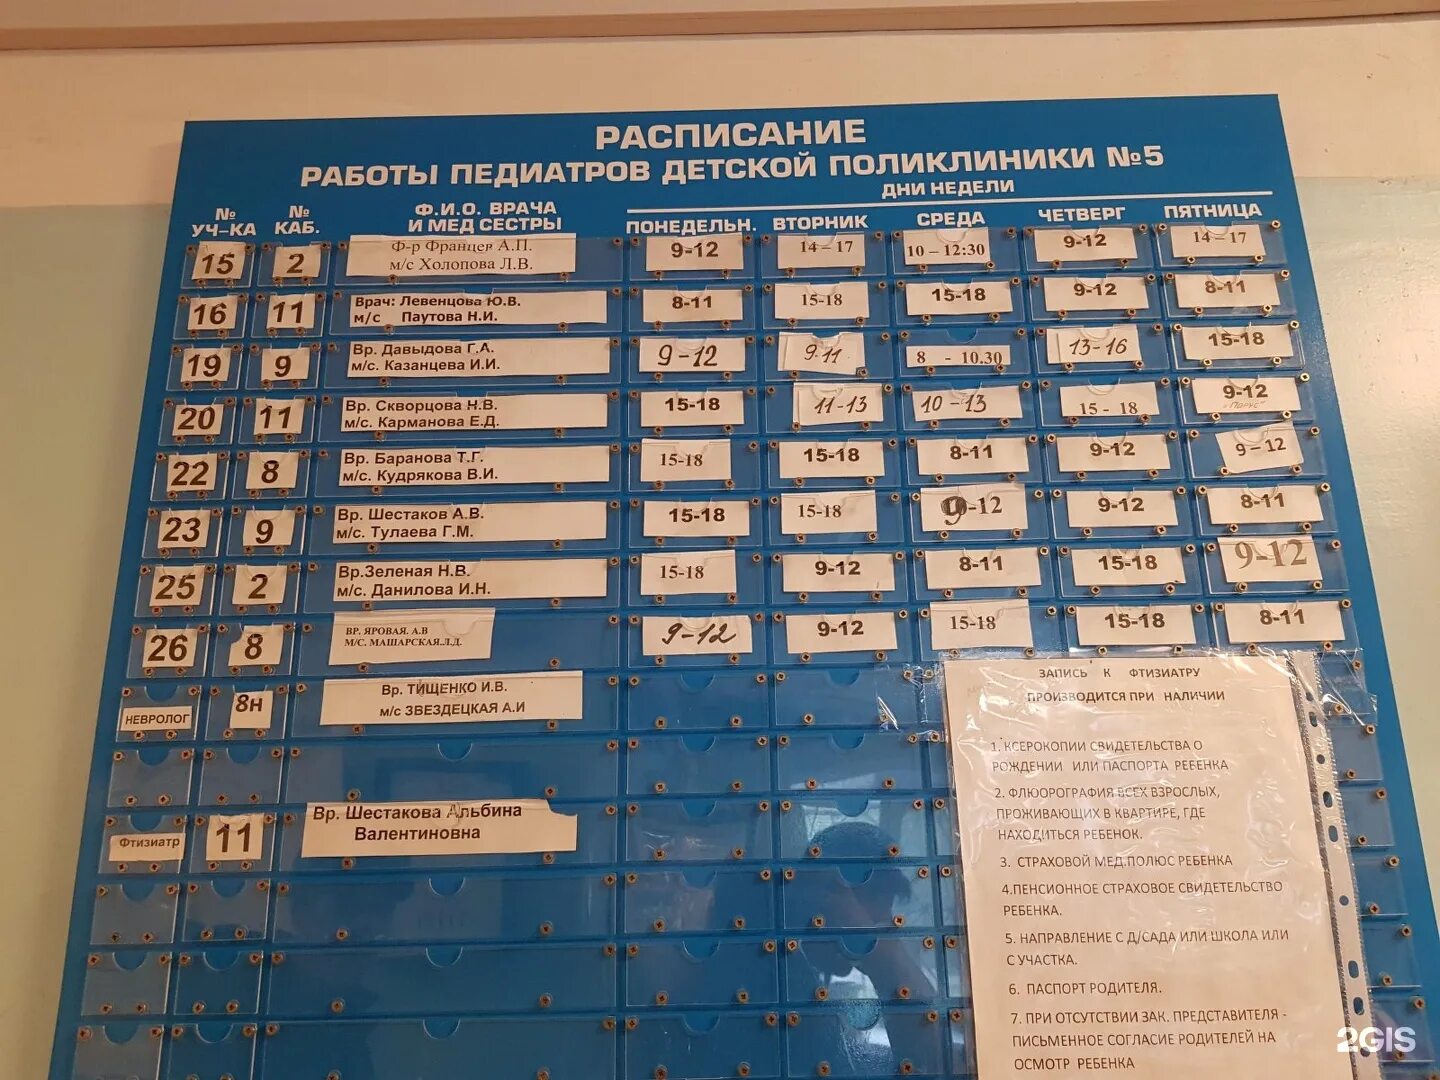 РАСПИСАНИЕ
РАБОТЫ ПЕДИАТРОВ ДЕТСКОЙ ПОЛИКЛИНИКИ №5
ДНИ НЕДЕЛИ
№ УЧ-КА № КАБ. Ф.И.О. ВРАЧА И МЕД СЕСТРЫ ПОНЕДЕЛЬН. ВТОРНИК СРЕДА ЧЕТВЕРГ ПЯТНИЦА
15 2 Ф-р Францев А.П. м/с Холопова Л.В. 9-12 14-17 10-12:30 9-12 14-17
16 11 Врач: Левенцова Ю.В. м/с Паутова Н.И. 8-11 15-18 15-18 9-12 8-11
19 9 Вр. Давыдова Г.А. м/с. Казанцева И.И. 9-12 9-11 8 - 10.30 13-16 15-18
20 11 Вр. Скворцова Н.В. м/с. Карманова Е.Д. 15-18 11-13 10-13 15 - 18 9-12 "Парус"
22 8 Вр. Баранова Т.Г. м/с. Кудрякова В.И. 15-18 15-18 8-11 9-12 9-12
23 9 Вр. Шестаков А.В. м/с. Тулаева Г.М. 15-18 15-18 9-12 9-12 8-11
25 2 Вр.Зеленая Н.В. м/с. Данилова И.Н. 15-18 9-12 8-11 15-18 9-12
26 8 ВР. ЯРОВАЯ. А.В М/С. МАШАРСКАЯ.Л.Д. 9-12 9-12 15-18 15-18 8-11
НЕВРОЛОГ 8н Вр. ТИЩЕНКО И.В. м/с ЗВЕЗДЕЦКАЯ А.И
Фтизиатр 11 Вр. Шестакова Альбина Валентиновна
ЗАПИСЬ К ФТИЗИАТРУ
ПРОИЗВОДИТСЯ ПРИ НАЛИЧИИ
1. КСЕРОКОПИИ СВИДЕТЕЛЬСТВА О
РОЖДЕНИИ ИЛИ ПАСПОРТА РЕБЕНКА
2. ФЛЮОРОГРАФИЯ ВСЕХ ВЗРОСЛЫХ,
ПРОЖИВАЮЩИХ В КВАРТИРЕ, ГДЕ
НАХОДИТЬСЯ РЕБЕНОК.
3. СТРАХОВОЙ МЕД.ПОЛЮС РЕБЕНКА
4.ПЕНСИОННОЕ СТРАХОВОЕ СВИДЕТЕЛЬСТВО
РЕБЕНКА.
5. НАПРАВЛЕНИЕ С Д/САДА ИЛИ ШКОЛА ИЛИ
С УЧАСТКА.
6. ПАСПОРТ РОДИТЕЛЯ.
7. ПРИ ОТСУТСТВИИ ЗАК. ПРЕДСТАВИТЕЛЯ -
ПИСЬМЕННОЕ СОГЛАСИЕ РОДИТЕЛЕЙ НА
ОСМОТР РЕБЕНКА
2GIS